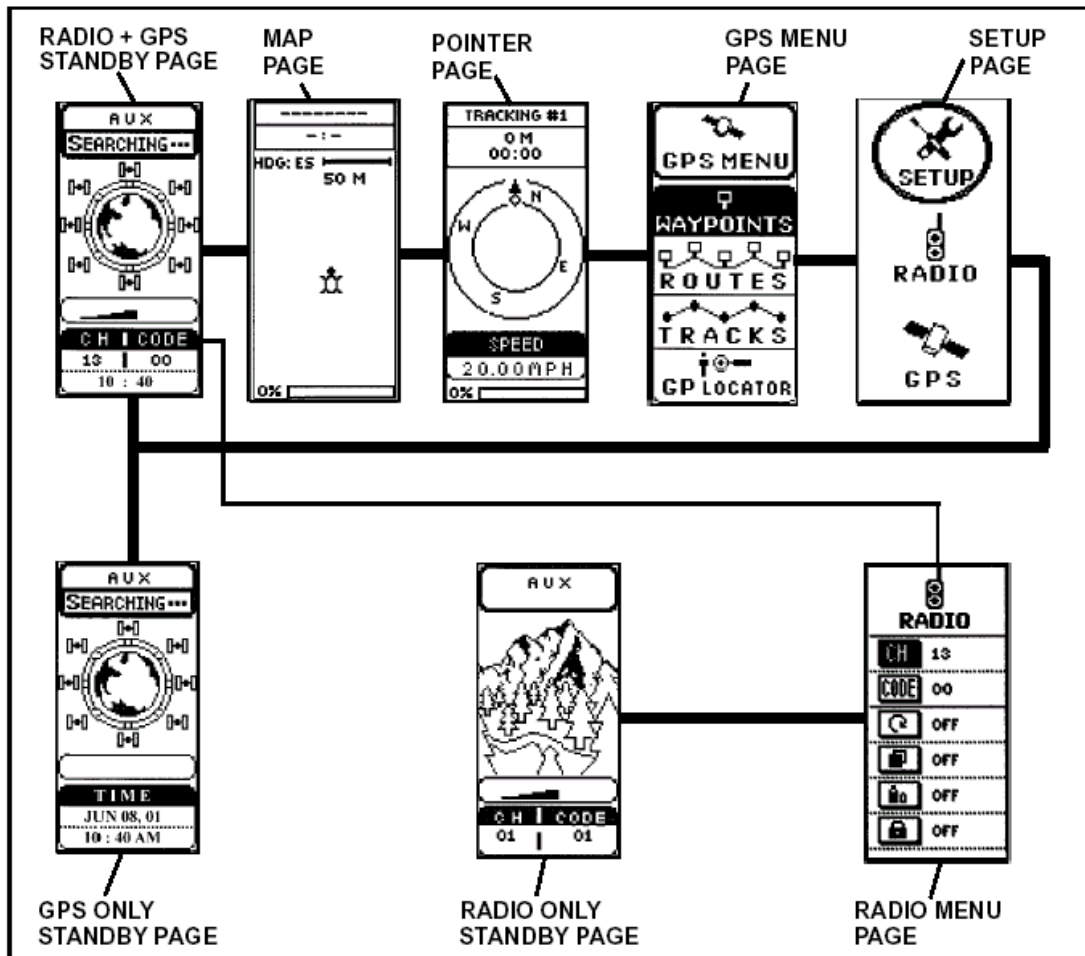 RADIO + GPS
STANDBY PAGE
MAP
PAGE
POINTER
PAGE
GPS MENU
PAGE
SETUP
PAGE
AUX
SEARCHING...
CH | CODE
13 | 00
10 : 40
--------
-:-
HDG: ES
50 M
0%
TRACKING #1
0 M
00:00
N
W
E
S
SPEED
20.00MPH
0%
GPS MENU
WAYPOINTS
ROUTES
TRACKS
GP LOCATOR
SETUP
RADIO
GPS
AUX
SEARCHING...
TIME
JUN 08, 01
10 : 40 AM
AUX
CH | CODE
01 | 01
RADIO
CH 13
CODE 00
OFF
OFF
OFF
OFF
GPS ONLY
STANDBY PAGE
RADIO ONLY
STANDBY PAGE
RADIO MENU
PAGE